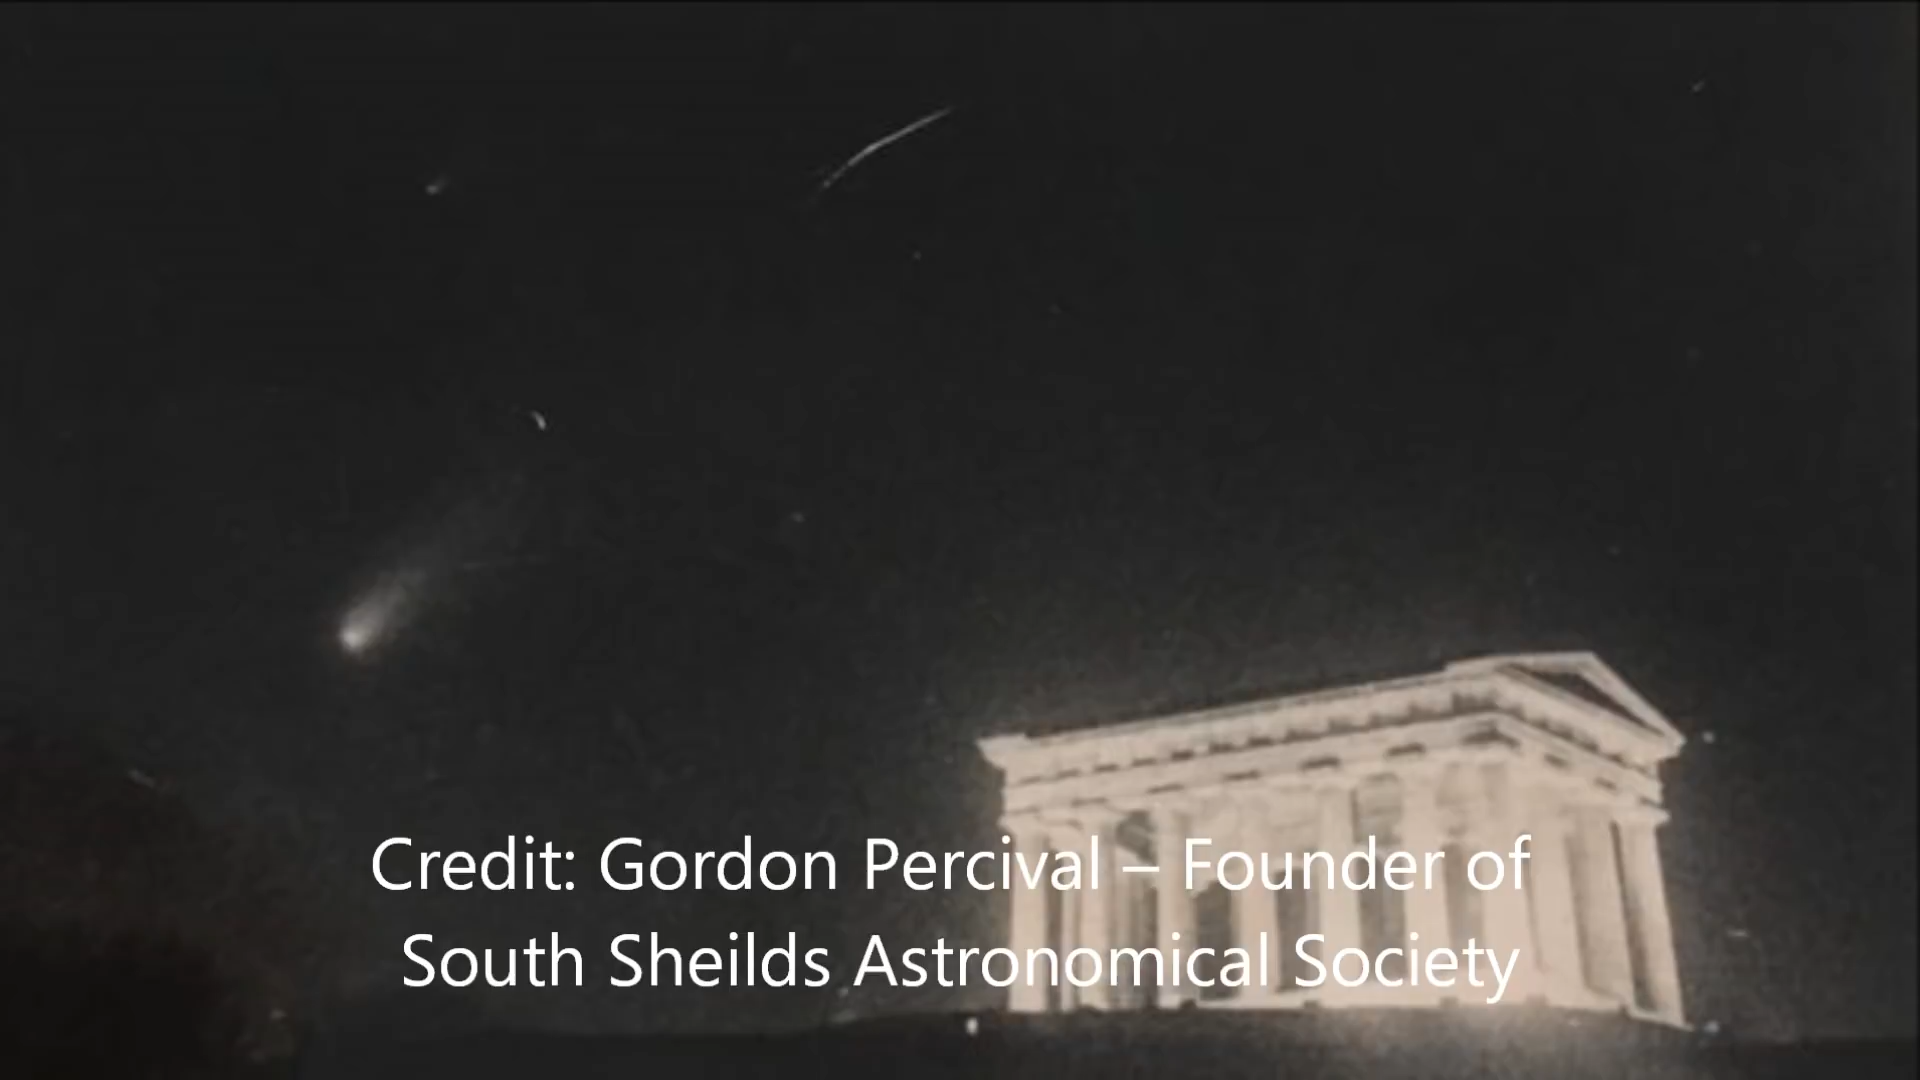 Credit: Gordon Percival – Founder of
South Sheilds Astronomical Society